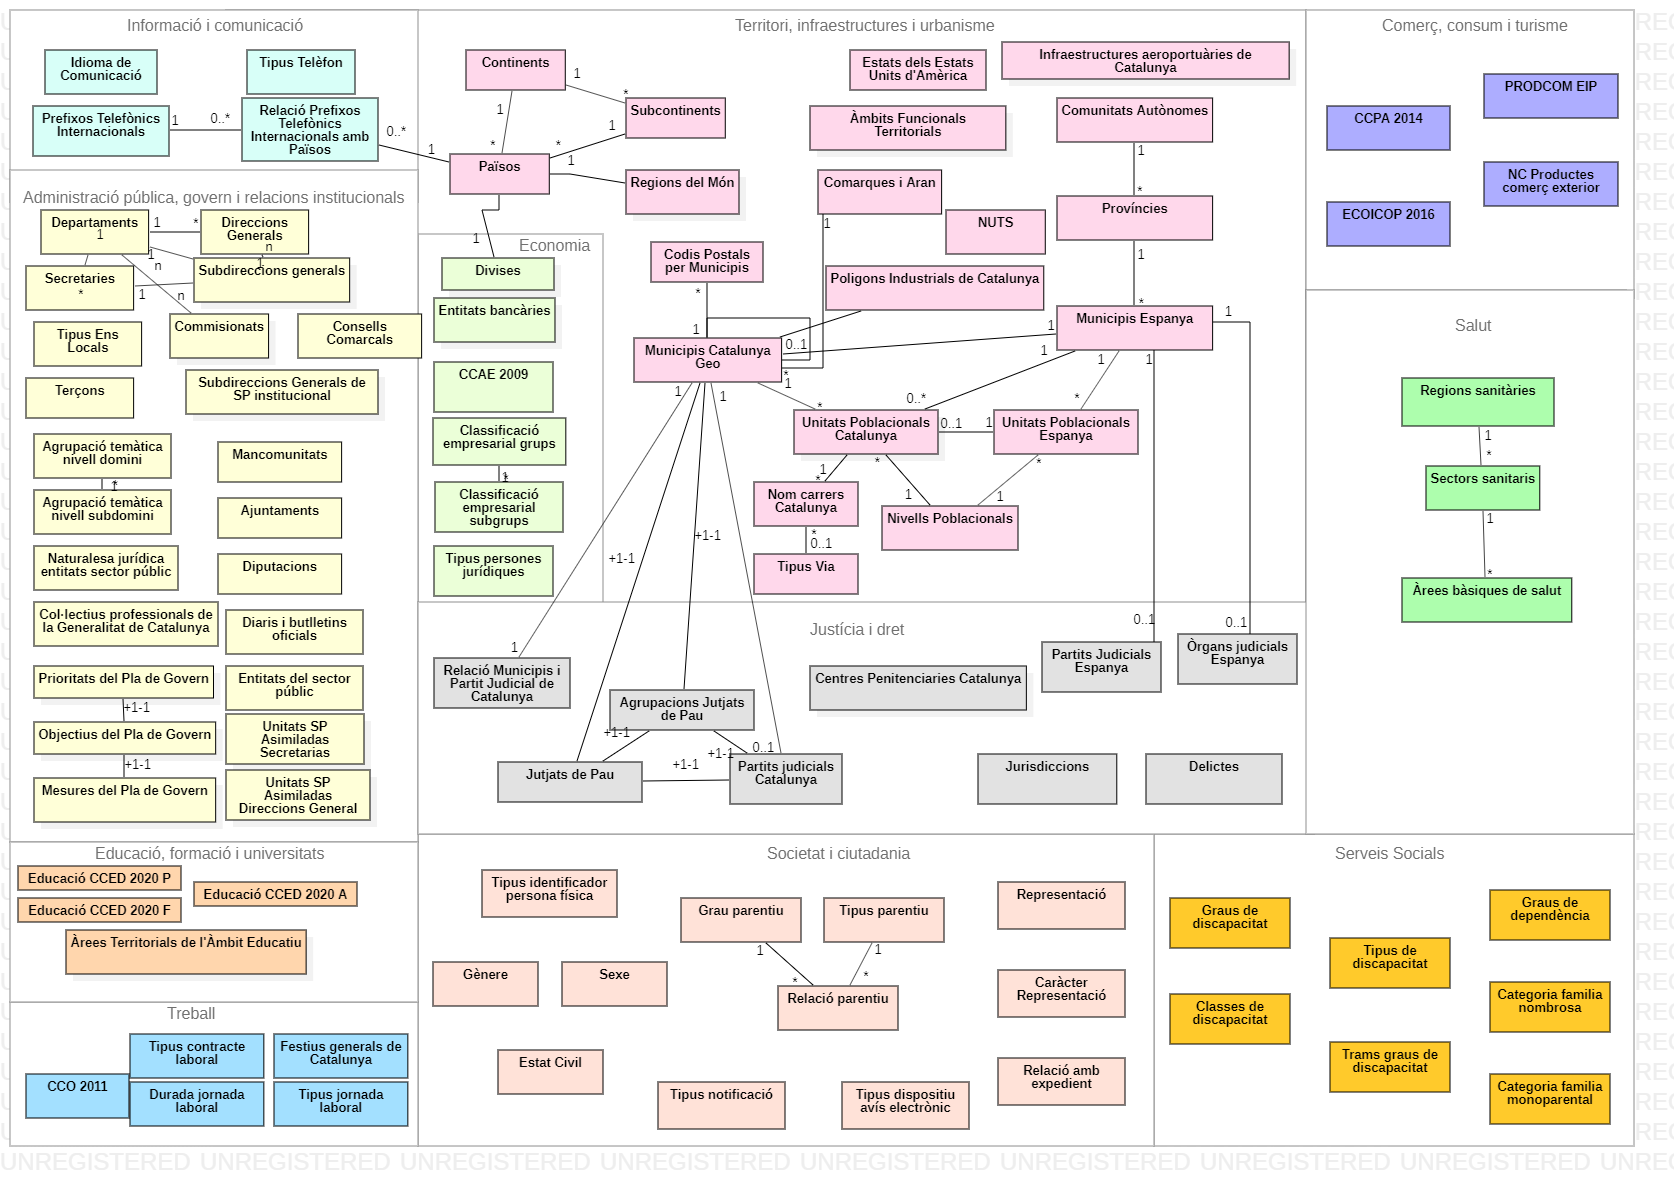 Informació i comunicació
Idioma de
Comunicació
Tipus Telèfon
Prefixos Telefònics
Internacionals
1
0..*
Relació Prefixos
Telefònics
Internacionals amb
Països
0..*
1
Administració pública, govern i relacions institucionals
Departaments
1
1
*
Direccions
Generals
n
1
Secretaries
*
1
n
1
Subdireccions generals
n
Commisionats
Consells
Comarcals
Tipus Ens
Locals
Terçons
Subdireccions Generals de
SP institucional
Agrupació temàtica
nivell domini
1
*
Agrupació temàtica
nivell subdomini
Mancomunitats
Ajuntaments
Naturalesa jurídica
entitats sector públic
Diputacions
Col·lectius professionals de
la Generalitat de Catalunya
Diaris i butlletins
oficials
Prioritats del Pla de Govern
+1-1
Entitats del sector
públic
Objectius del Pla de Govern
+1-1
Unitats SP
Asimiladas
Secretarias
Mesures del Pla de Govern
Unitats SP
Asimiladas
Direccions General
Educació, formació i universitats
Educació CCED 2020 P
Educació CCED 2020 A
Educació CCED 2020 F
Àrees Territorials de l'Àmbit Educatiu
Treball
CCO 2011
Tipus contracte
laboral
Festius generals de
Catalunya
Durada jornada
laboral
Tipus jornada
laboral
Territori, infraestructures i urbanisme
Continents
1
*
1
*
Subcontinents
1
*
Països
1
Regions del Món
1
Estats dels Estats
Units d'Amèrica
Infraestructures aeroportuàries de
Catalunya
Àmbits Funcionals
Territorials
Comunitats Autònomes
1
*
Comarques i Aran
1
NUTS
Províncies
1
*
Codis Postals
per Municipis
*
1
Poligons Industrials de Catalunya
Municipis Espanya
1
1
1
1
1
Municipis Catalunya
Geo
0..1
*
1
1
1
*
0..*
*
Unitats Poblacionals
Catalunya
0..1
1
Unitats Poblacionals
Espanya
1
*
*
*
1
1
Nom carrers
Catalunya
*
0..1
Tipus Via
Nivells Poblacionals
Economia
Divises
Entitats bancàries
CCAE 2009
Classificació
empresarial grups
1
*
Classificació
empresarial
subgrups
Tipus persones
jurídiques
+1-1
+1-1
Justícia i dret
1
Relació Municipis i
Partit Judicial de
Catalunya
Agrupacions Jutjats
de Pau
+1-1
+1-1
0..1
Jutjats de Pau
+1-1
Partits judicials
Catalunya
Centres Penitenciaries Catalunya
0..1
Partits Judicials
Espanya
0..1
Òrgans judicials
Espanya
Jurisdiccions
Delictes
Societat i ciutadania
Tipus identificador
persona física
Grau parentiu
Tipus parentiu
1
*
1
*
Relació parentiu
Representació
Gènere
Sexe
Caràcter
Representació
Estat Civil
Tipus notificació
Tipus dispositiu
avís electrònic
Relació amb
expedient
Comerç, consum i turisme
PRODCOM EIP
CCPA 2014
NC Productes
comerç exterior
ECOICOP 2016
Salut
Regions sanitàries
1
*
Sectors sanitaris
1
*
Àrees bàsiques de salut
Serveis Socials
Graus de
discapacitat
Graus de
dependència
Tipus de
discapacitat
Classes de
discapacitat
Categoria familia
nombrosa
Trams graus de
discapacitat
Categoria familia
monoparental
UNREGISTERED UNREGISTERED UNREGISTERED UNREGISTERED UNREGISTERED UNREGISTERED UNREGISTERED UNREGISTERED